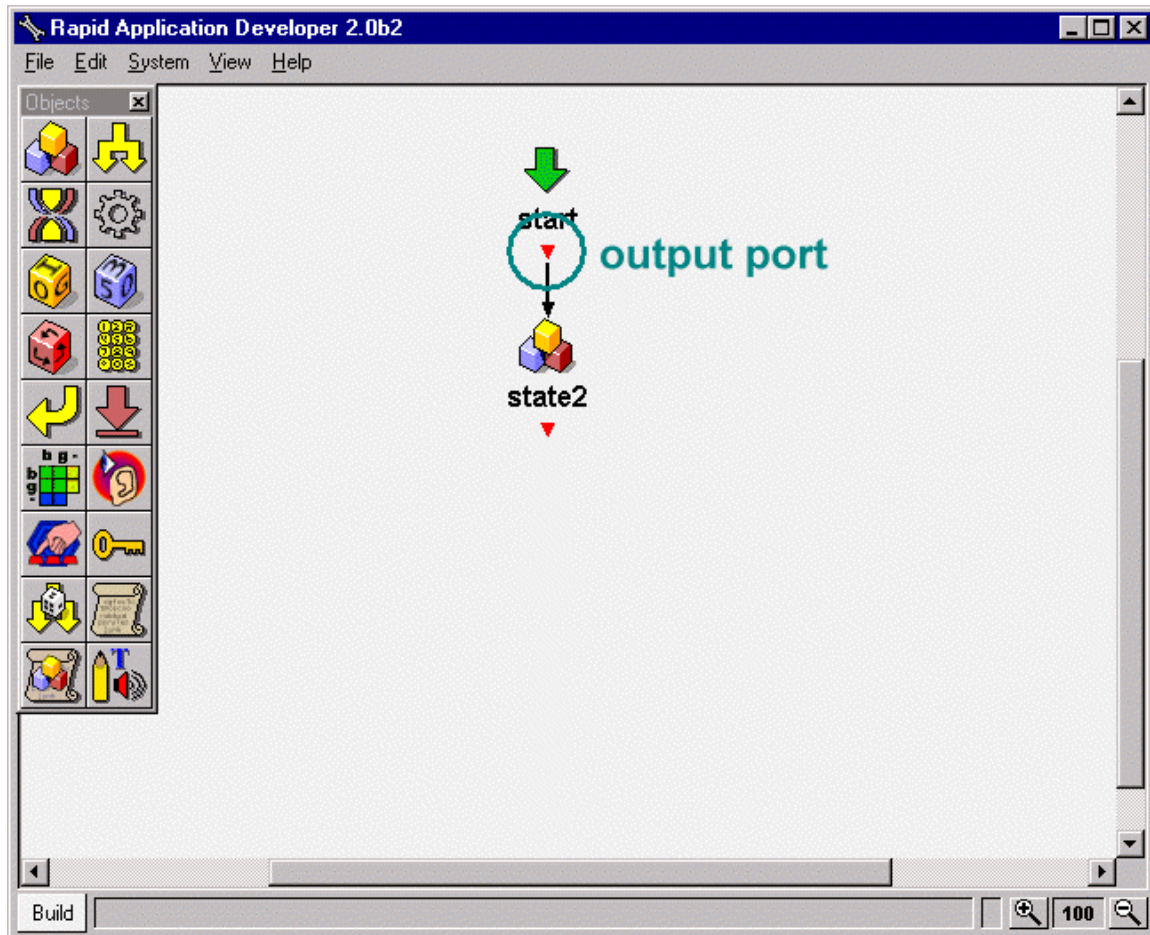 Rapid Application Developer 2.0b2
File Edit System View Help
Objects
start
output port
state2
Build
100